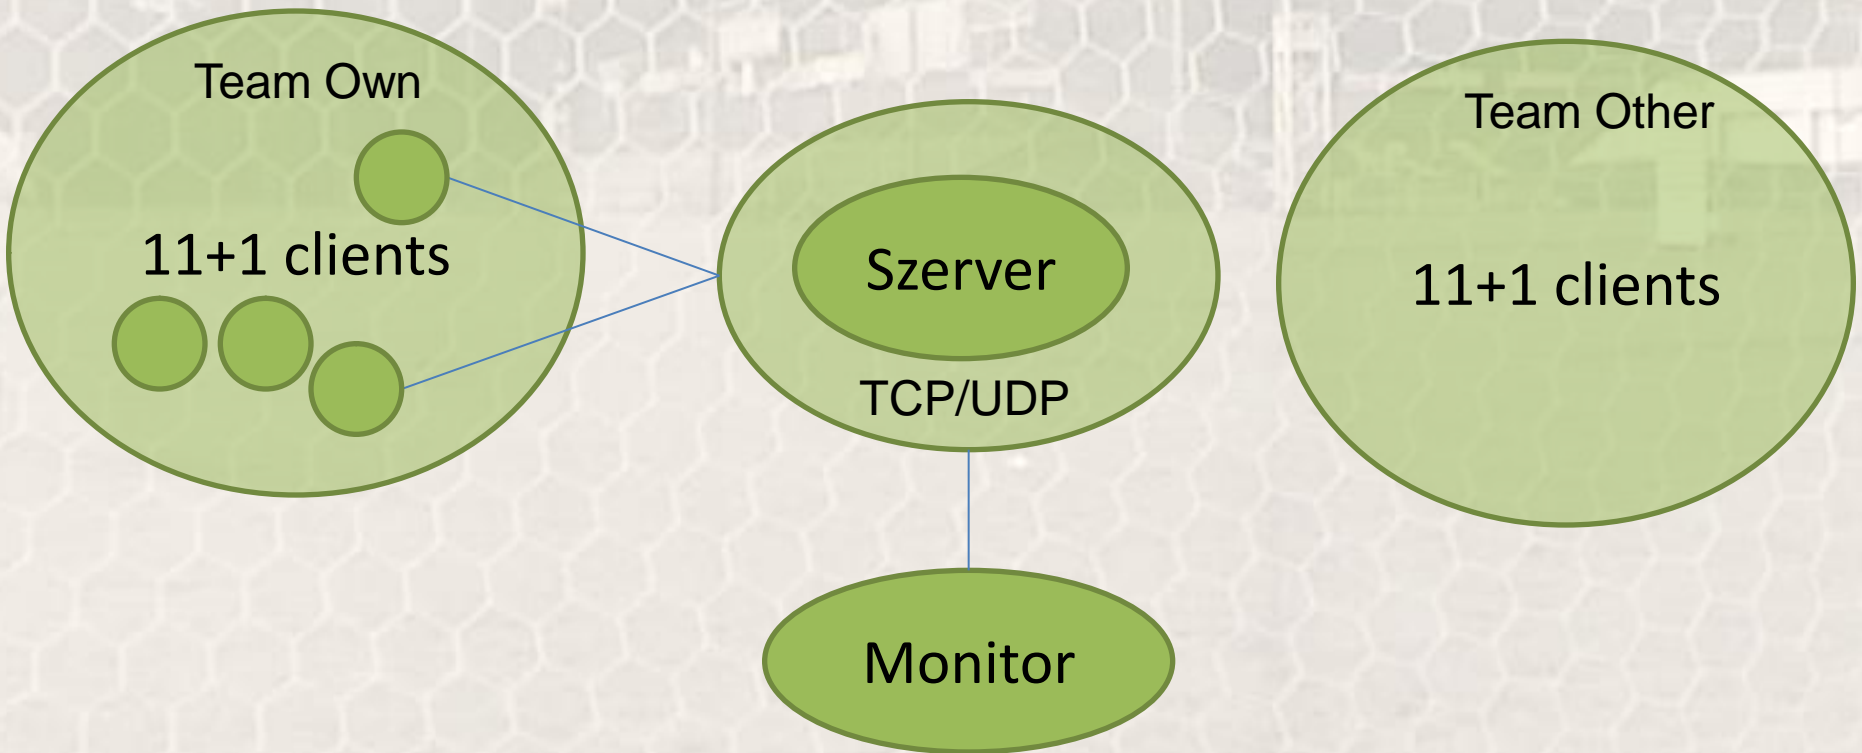 Team Own
11+1 clients
Szerver
TCP/UDP
Monitor
Team Other
11+1 clients